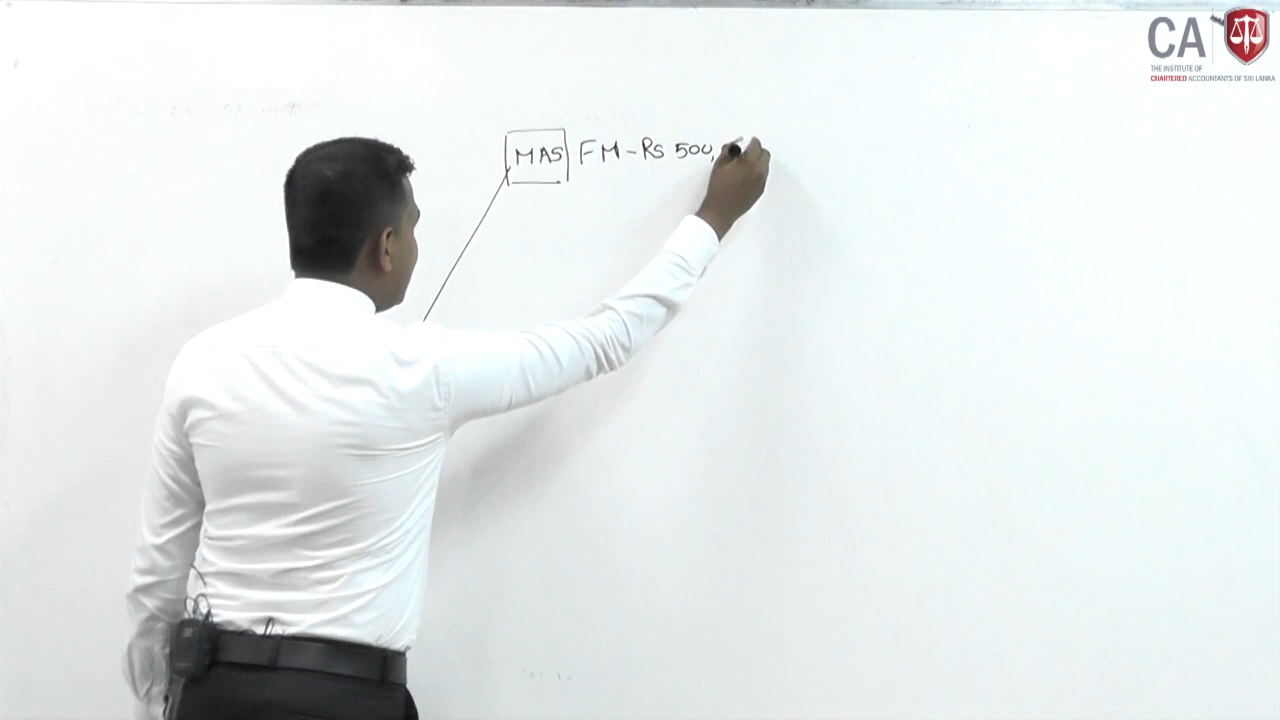 CA
THE INSTITUTE OF
CHARTERED ACCOUNTANTS OF SRI LANKA
MAS FM - Rs 500,